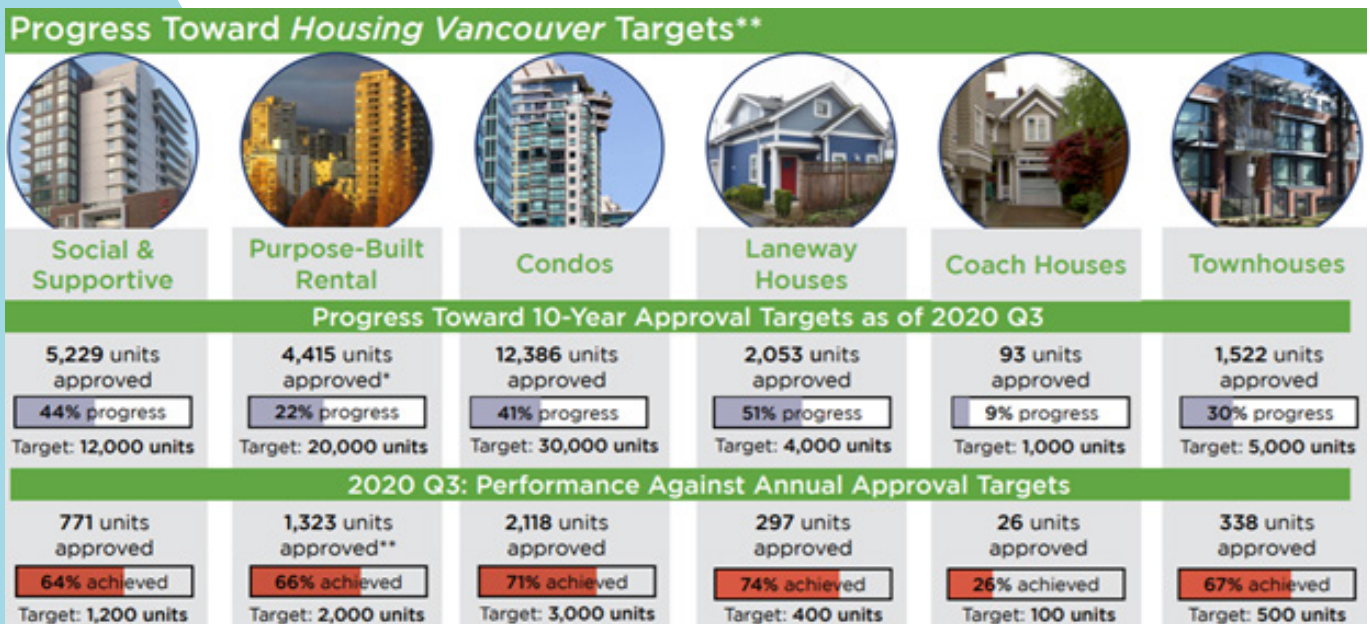 Progress Toward Housing Vancouver Targets**
Social &
Supportive
Purpose-Built
Rental
Condos
Laneway
Houses
Coach Houses
Townhouses
Progress Toward 10-Year Approval Targets as of 2020 Q3
5,229 units
approved
44% progress
Target: 12,000 units
4,415 units
approved*
22% progress
Target: 20,000 units
12,386 units
approved
41% progress
Target: 30,000 units
2,053 units
approved
51% progress
Target: 4,000 units
93 units
approved
9% progress
Target: 1,000 units
1,522 units
approved
30% progress
Target: 5,000 units
2020 Q3: Performance Against Annual Approval Targets
771 units
approved
64% achieved
Target: 1,200 units
1,323 units
approved**
66% achieved
Target: 2,000 units
2,118 units
approved
71% achieved
Target: 3,000 units
297 units
approved
74% achieved
Target: 400 units
26 units
approved
26% achieved
Target: 100 units
338 units
approved
67% achieved
Target: 500 units